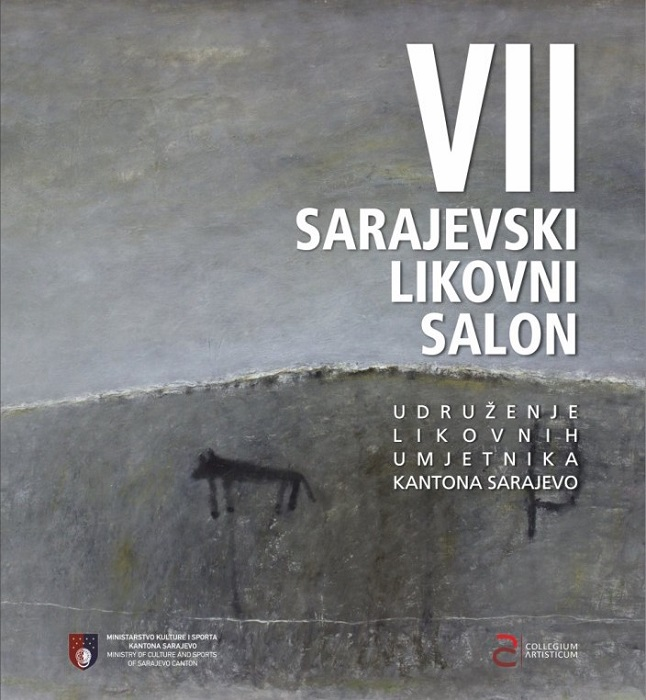 VII
SARAJEVSKI
LIKOVNI
SALON
UDRUŽENJE
LIKOVNIH
UMJETNIKA
KANTONA SARAJEVO
MINISTARSTVO KULTURE I SPORTA
KANTONA SARAJEVO
MINISTRY OF CULTURE AND SPORTS
OF SARAJEVO CANTON
COLLEGIUM
ARTISTICUM